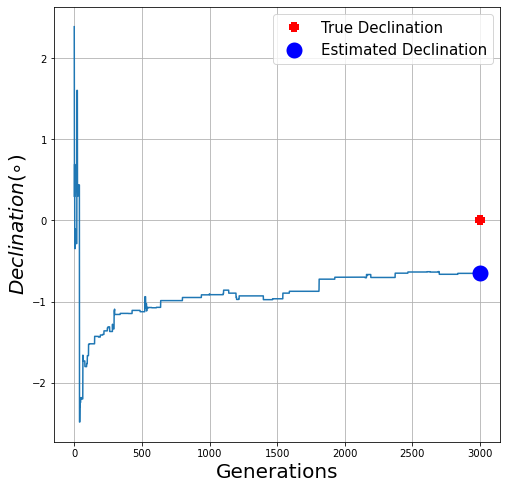 True Declination
Estimated Declination
Declination(∘)
2
1
0
−1
−2
0 500 1000 1500 2000 2500 3000
Generations